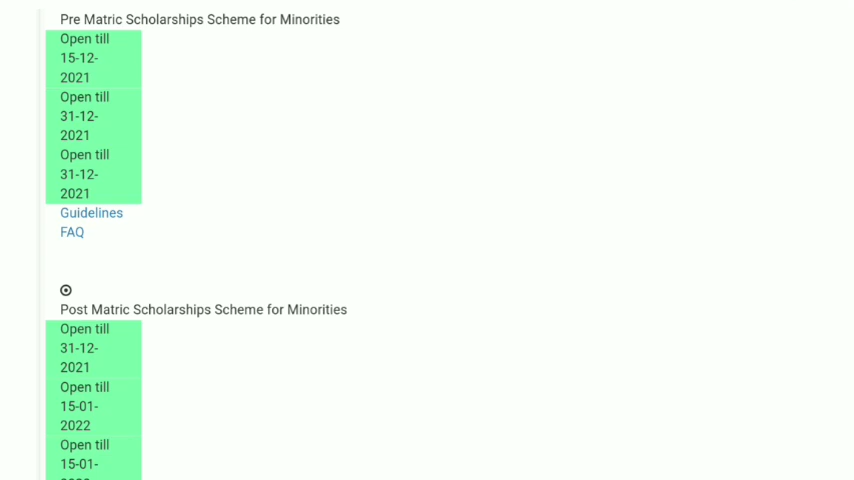 Pre Matric Scholarships Scheme for Minorities
Open till
15-12-
2021
Open till
31-12-
2021
Open till
31-12-
2021
Guidelines
FAQ
Post Matric Scholarships Scheme for Minorities
Open till
31-12-
2021
Open till
15-01-
2022
Open till
15-01-